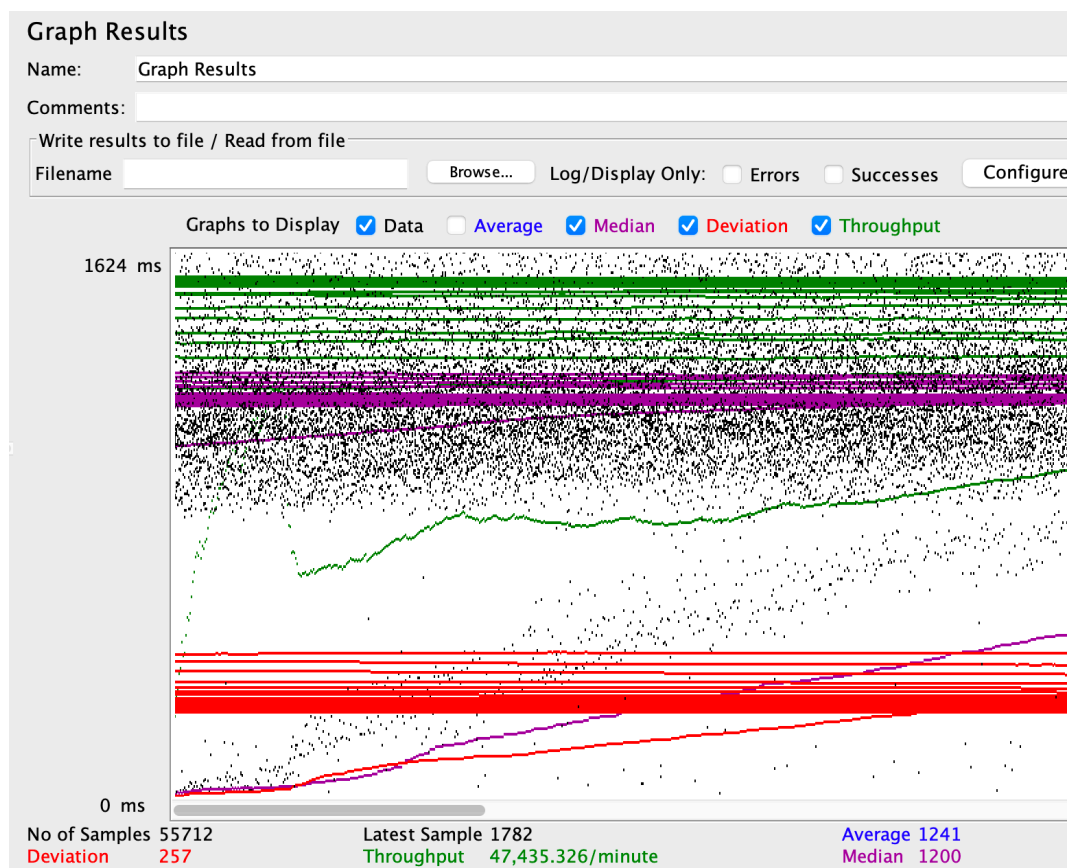 Graph Results
Name: Graph Results
Comments:
Write results to file / Read from file
Filename Browse... Log/Display Only: Errors Successes Configure
Graphs to Display Data Average Median Deviation Throughput
1624 ms
0 ms
No of Samples 55712 Latest Sample 1782 Average 1241
Deviation 257 Throughput 47,435.326/minute Median 1200